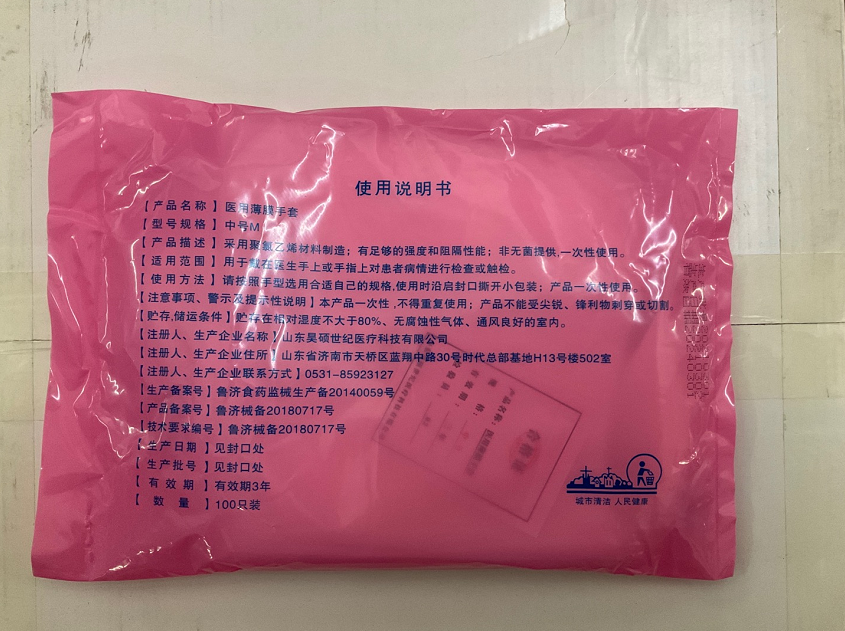 使用说明书
【产品名称】医用薄膜手套
【型号规格】中号M
【产品描述】采用聚氯乙烯材料制造；有足够的强度和阻隔性能；非无菌提供,一次性使用。
【适用范围】用于戴在医生手上或手指上对患者病情进行检查或触检。
【使用方法】请按照手型选用合适自己的规格,使用时沿启封口撕开小包装；产品一次性使用。
【注意事项、警示及提示性说明】本产品一次性,不得重复使用；产品不能受尖锐、锋利物刺穿或切割。
【贮存,储运条件】贮存在相对湿度不大于80%、无腐蚀性气体、通风良好的室内。
【注册人、生产企业名称】山东昊硕世纪医疗科技有限公司
【注册人、生产企业住所】山东省济南市天桥区蓝翔中路30号时代总部基地H13号楼502室
【注册人、生产企业联系方式】0531-85923127
【生产备案号】鲁济食药监械生产备20140059号
【产品备案号】鲁济械备20180717号
【技术要求编号】鲁济械备20180717号
【生产日期】见封口处
【生产批号】见封口处
【有效期】有效期3年
【数量】100只装
城市清洁 人民健康
合格证
产品名称：医用薄膜手套